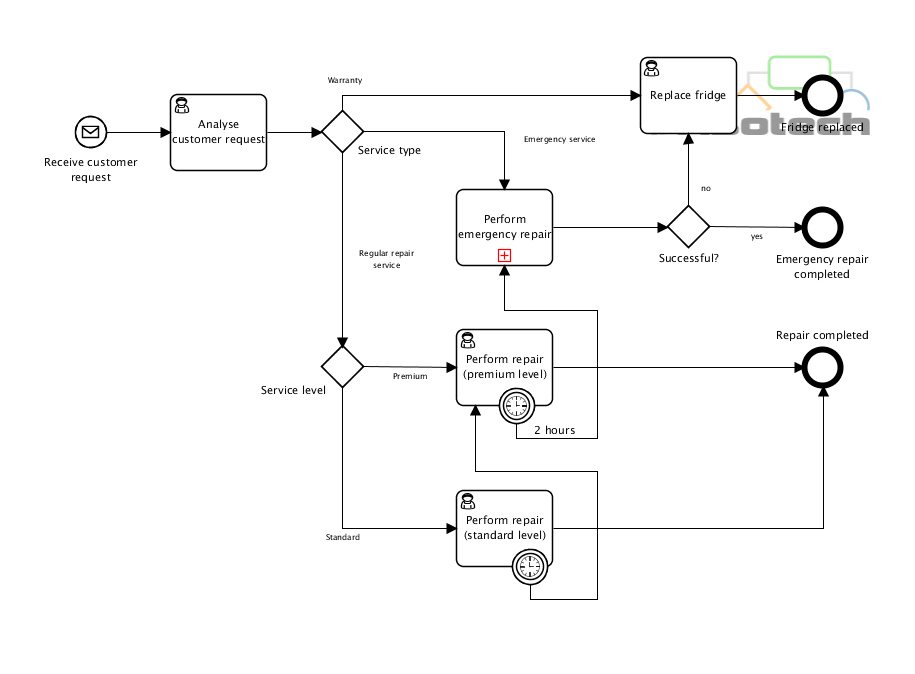 Warranty
Replace fridge
Fridge replaced
Analyse
customer request
Receive customer
request
Service type
Emergency service
Perform
emergency repair
no
yes
Successful?
Emergency repair
completed
Regular repair
service
Repair completed
Perform repair
(premium level)
Premium
Service level
2 hours
Perform repair
(standard level)
Standard